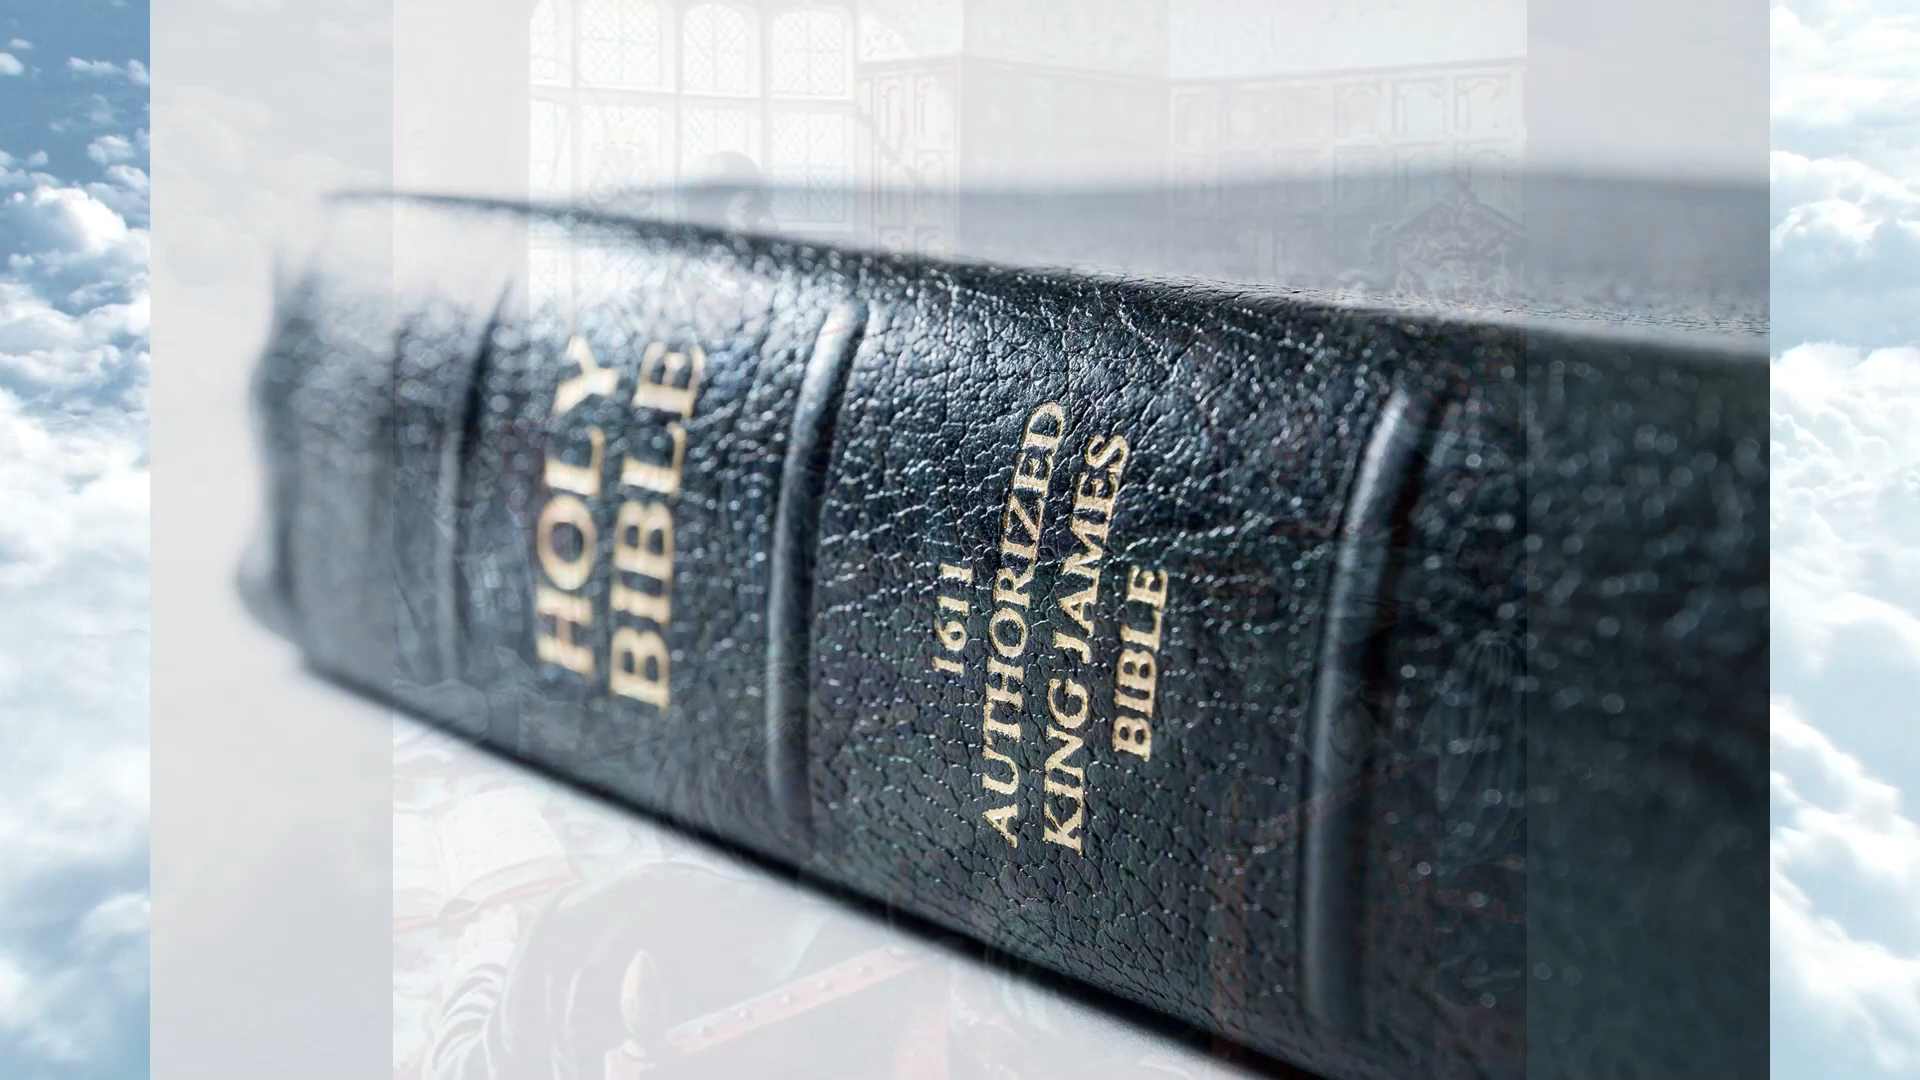 HOLY
BIBLE
1611
AUTHORIZED
KING JAMES
BIBLE